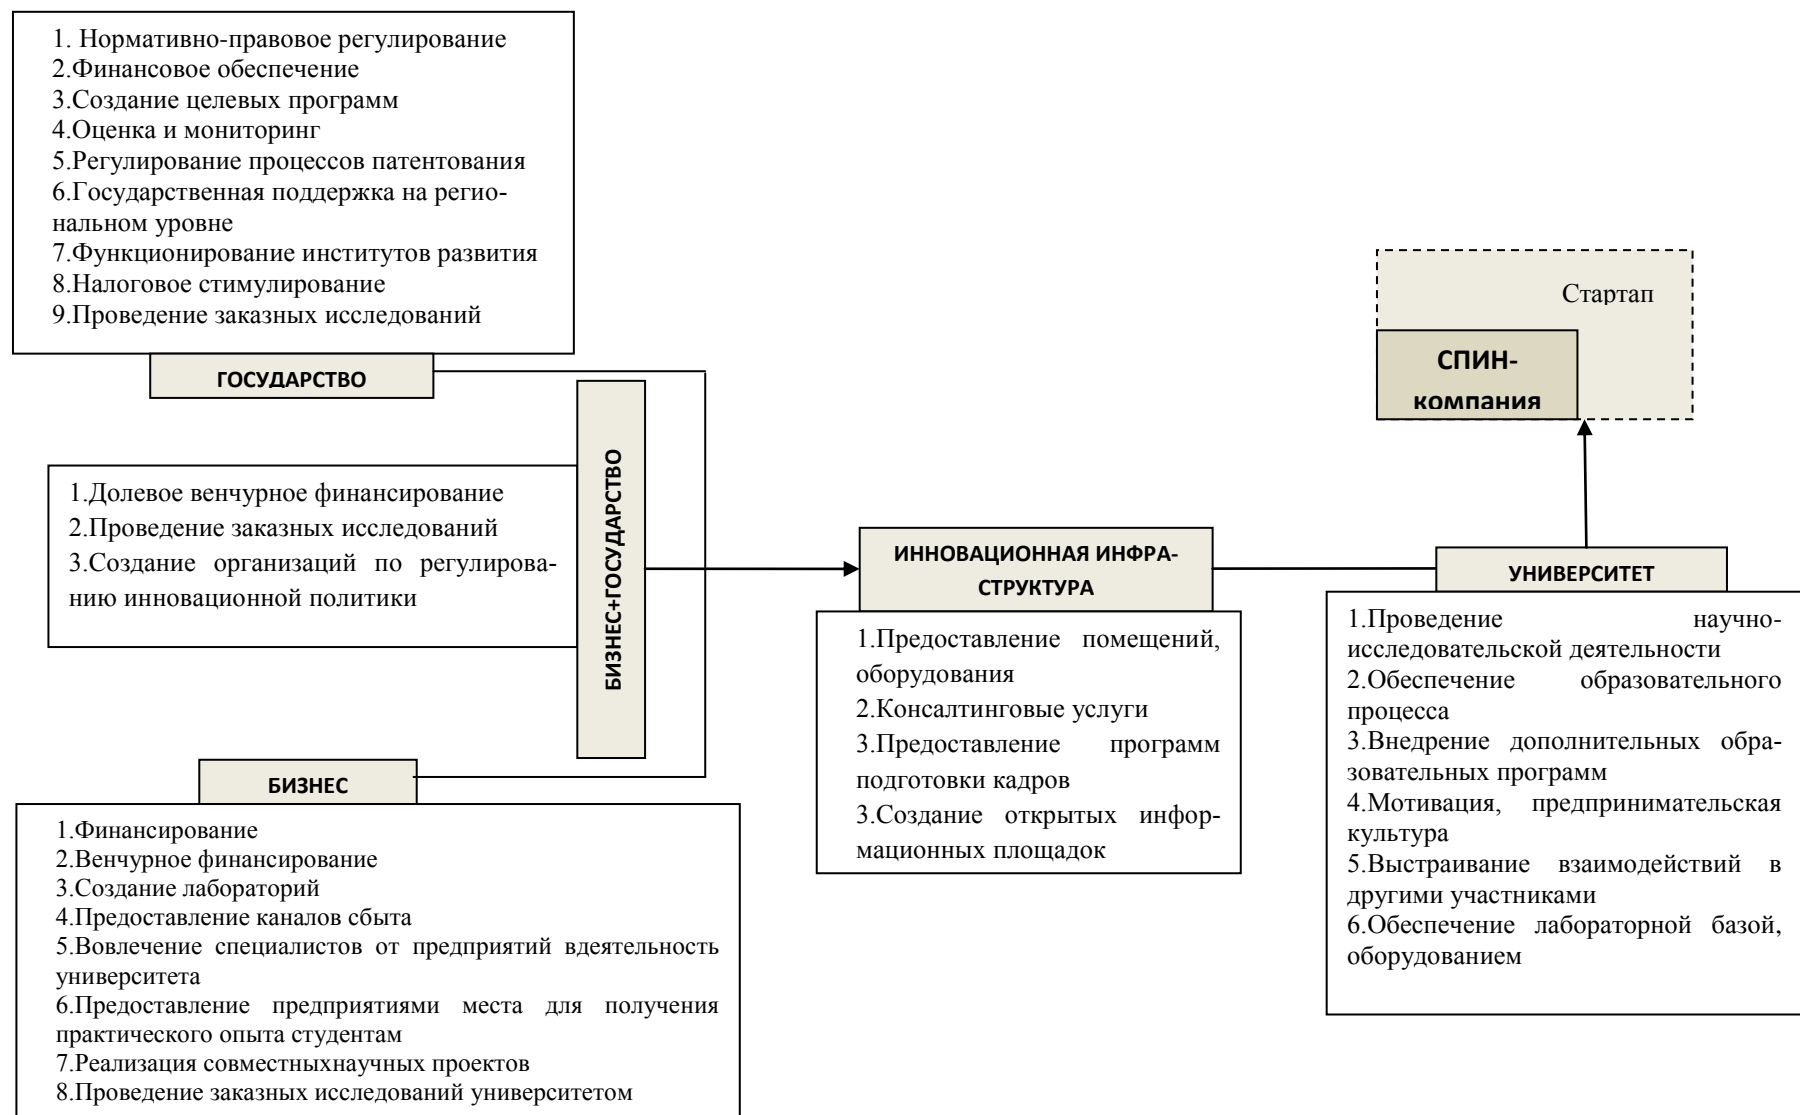 1. Нормативно-правовое регулирование
2.Финансовое обеспечение
3.Создание целевых программ
4.Оценка и мониторинг
5.Регулирование процессов патентования
6.Государственная поддержка на регио-
нальном уровне
7.Функционирование институтов развития
8.Налоговое стимулирование
9.Проведение заказных исследований
ГОСУДАРСТВО
1.Долевое венчурное финансирование
2.Проведение заказных исследований
3.Создание организаций по регулирова-
нию инновационной политики
БИЗНЕС+ГОСУДАРСТВО
БИЗНЕС
1.Финансирование
2.Венчурное финансирование
3.Создание лабораторий
4.Предоставление каналов сбыта
5.Вовлечение специалистов от предприятий вдеятельность
университета
6.Предоставление предприятиями места для получения
практического опыта студентам
7.Реализация совместныхнаучных проектов
8.Проведение заказных исследований университетом
ИННОВАЦИОННАЯ ИНФРА-
СТРУКТУРА
1.Предоставление помещений,
оборудования
2.Консалтинговые услуги
3.Предоставление программ
подготовки кадров
3.Создание открытых инфор-
мационных площадок
Стартап
СПИН-
компания
УНИВЕРСИТЕТ
1.Проведение научно-
исследовательской деятельности
2.Обеспечение образовательного
процесса
3.Внедрение дополнительных обра-
зовательных программ
4.Мотивация, предпринимательская
культура
5.Выстраивание взаимодействий в
другими участниками
6.Обеспечение лабораторной базой,
оборудованием